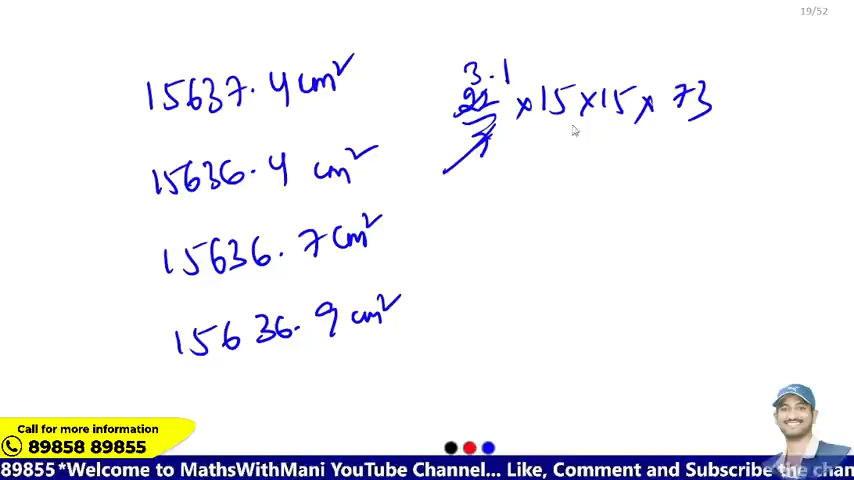 19/52
15637.4 cm²
15636.4 cm²
15636.7 cm²
15636.9 cm²
3.1
22/7 × 15 × 15 × 73
Call for more information
89858 89855
89855 *Welcome to MathsWithMani YouTube Channel... Like, Comment and Subscribe the chan